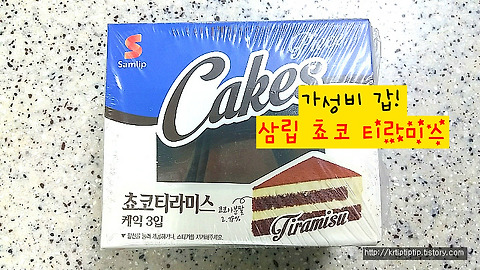 Samlip
Cakes
가성비 갑!
삼립 쵸코 티라미스
쵸코티라미스
케익 3입
Tiramisu
http://krtiptiptip.tistory.com